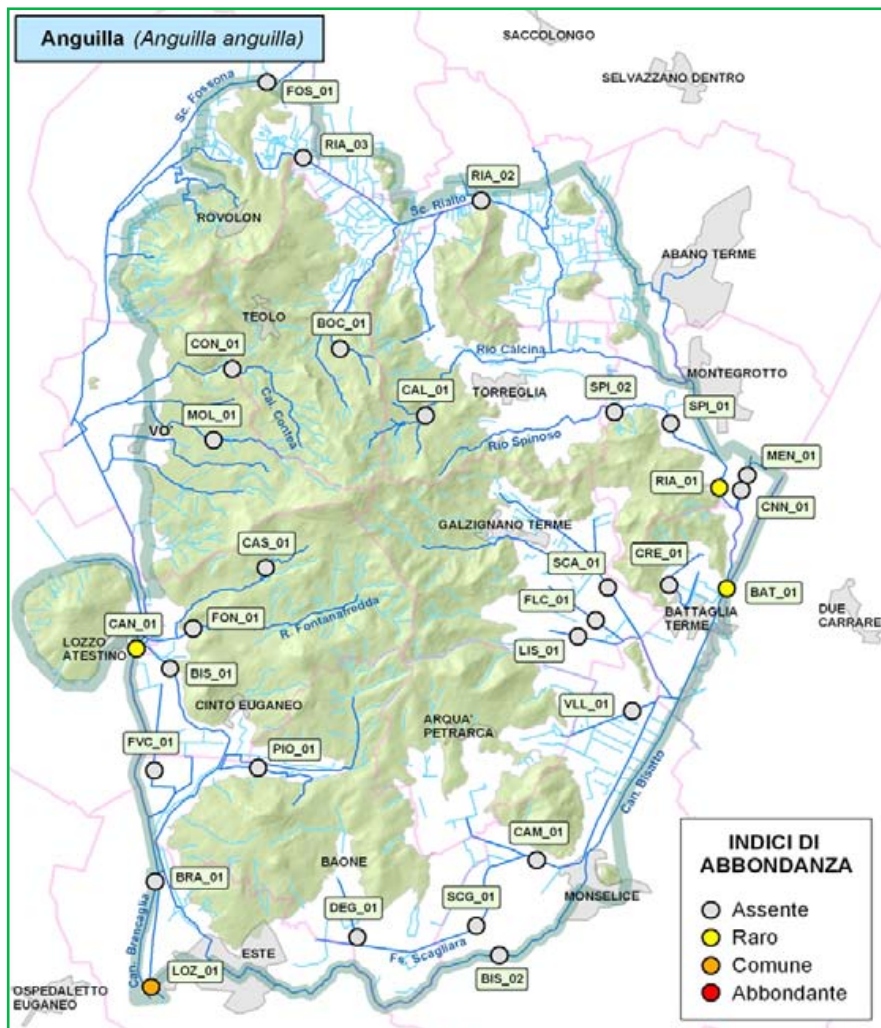 Anguilla (Anguilla anguilla)
SACCOLONGO
SELVAZZANO DENTRO
Sc. Fossona
FOS_01
RIA_03
RIA_02
Sc. Rialto
ROVOLON
ABANO TERME
TEOLO
BOC_01
CON_01
Rio Calcina
MONTEGROTTO
CAL_01
TORREGLIA
SPI_02
SPI_01
MOL_01
Cal. Contea
VO'
Rio Spinoso
MEN_01
RIA_01
CNN_01
GALZIGNANO TERME
CAS_01
SCA_01
CRE_01
FLC_01
BAT_01
CAN_01
FON_01
R. Fontanafredda
BATTAGLIA
TERME
DUE
CARRARE
LOZZO
ATESTINO
LIS_01
BIS_01
CINTO EUGANEO
ARQUA'
PETRARCA
VLL_01
FVC_01
PIO_01
Can. Bisatto
CAM_01
BAONE
MONSELICE
BRA_01
SCG_01
DEG_01
Can. Brancaglia
Fs. Scagliara
ESTE
LOZ_01
BIS_02
OSPEDALETTO
EUGANEO
INDICI DI
ABBONDANZA
Assente
Raro
Comune
Abbondante